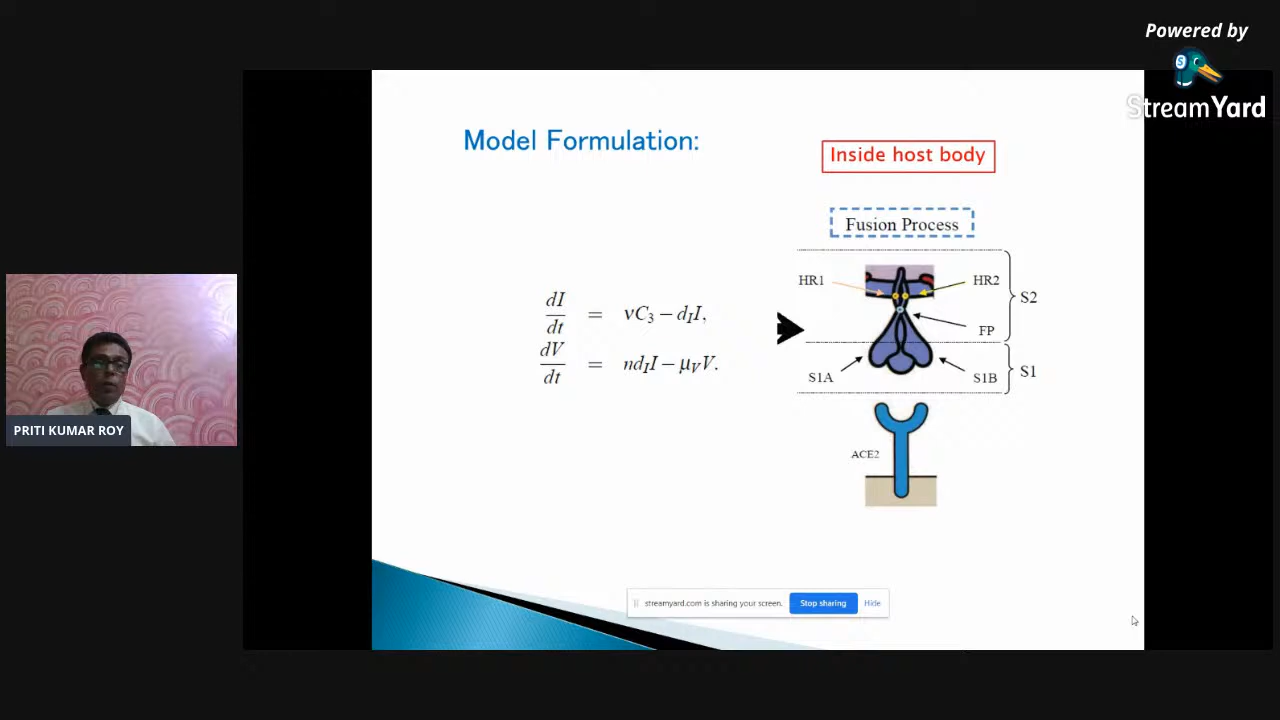 Powered by
StreamYard
Model Formulation:
Inside host body
Fusion Process
HR1
HR2
S2
FP
S1A
S1B
S1
ACE2
dI
dt
= νC₃ − d_I I,
dV
dt
= nd_I I − μ_V V.
PRITI KUMAR ROY
streamyard.com is sharing your screen.
Stop sharing
Hide